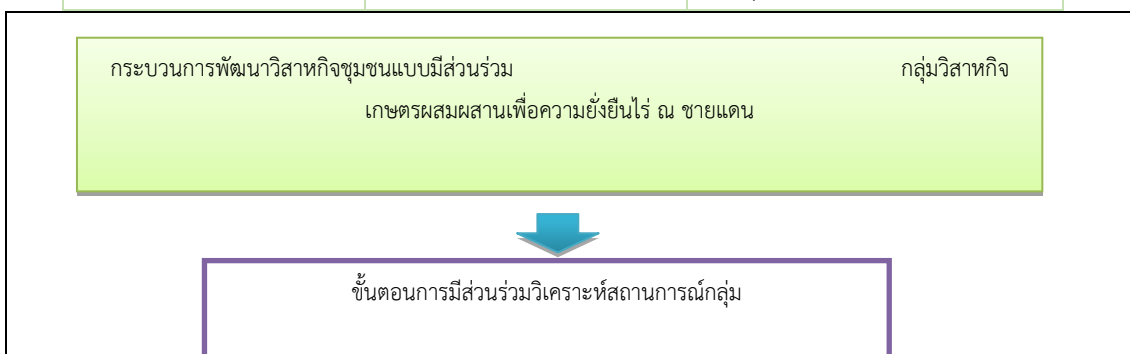 กระบวนการพัฒนาวิสาหกิจชุมชนแบบมีส่วนร่วม กลุ่มวิสาหกิจ
เกษตรผสมผสานเพื่อความยั่งยืนไร่ ณ ชายแดน
ขั้นตอนการมีส่วนร่วมวิเคราะห์สถานการณ์กลุ่ม